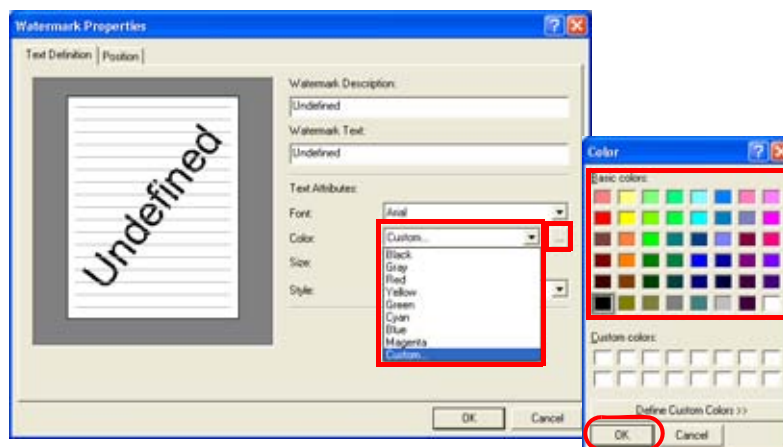 Watermark Properties
Text Definition
Position
Undefined
Watermark Description:
Undefined
Watermark Text:
Undefined
Text Attributes:
Font:
Arial
Color:
Custom...
...
Black
Gray
Red
Yellow
Green
Cyan
Blue
Magenta
Custom...
Size:
Style:
OK
Cancel
Color
Basic colors:
Custom colors:
Define Custom Colors >>
OK
Cancel